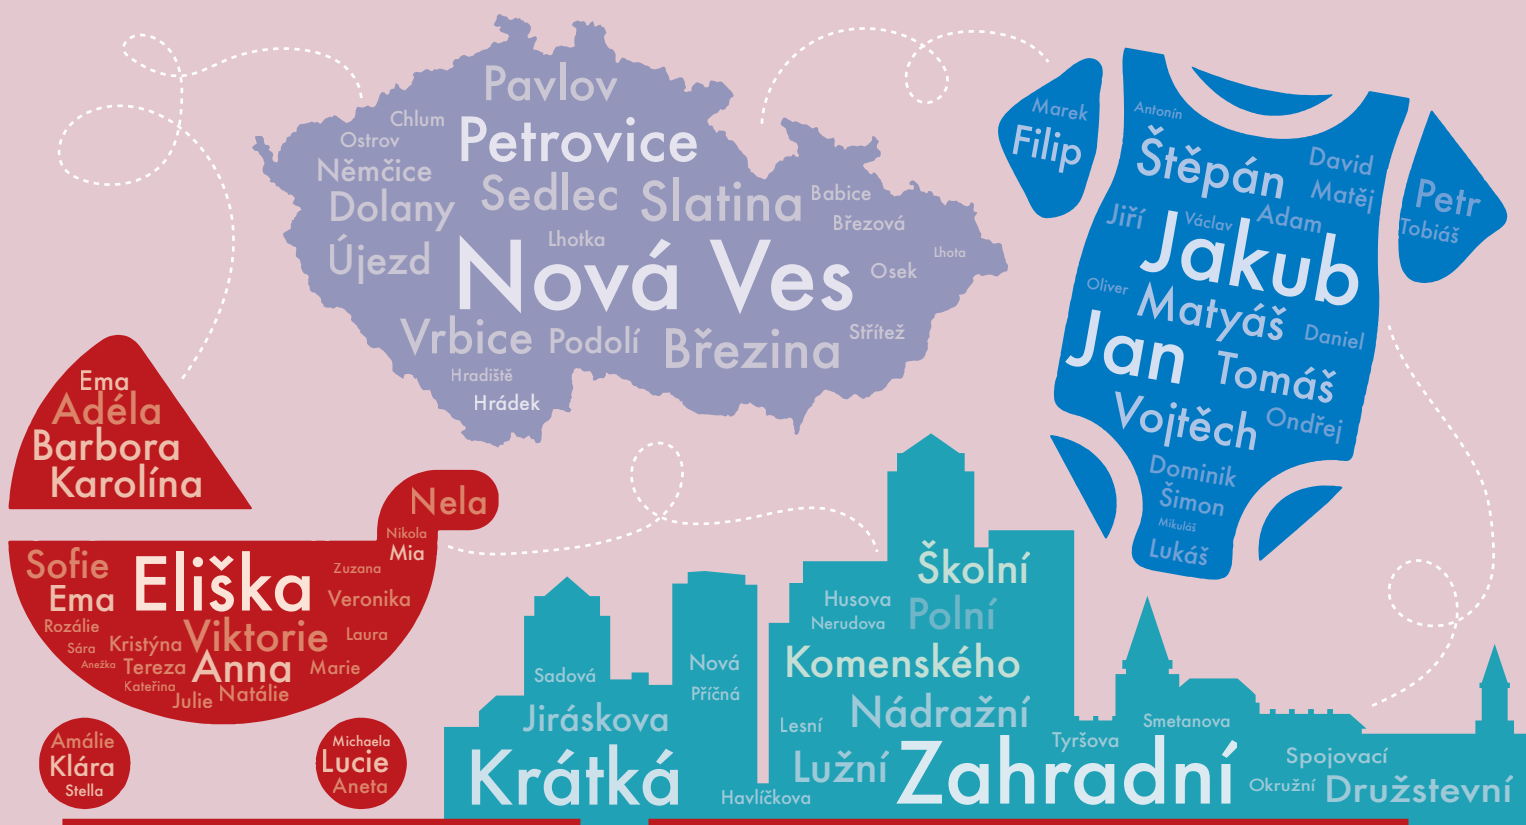 Pavlov
Chlum
Petrovice
Ostrov
Němčice
Sedlec
Slatina
Babice
Dolany
Březová
Lhotka
Újezd
Nová Ves
Lhota
Osek
Vrbice
Podolí
Březina
Střítež
Hradiště
Hrádek
Marek
Filip
Antonín
Štěpán
David
Matěj
Petr
Tobiáš
Jiří
Václav
Adam
Jakub
Oliver
Matyáš
Daniel
Jan
Tomáš
Vojtěch
Ondřej
Dominik
Šimon
Mikuláš
Lukáš
Ema
Adéla
Barbora
Karolína
Nela
Nikola
Mia
Sofie
Eliška
Zuzana
Ema
Veronika
Rozálie
Kristýna
Viktorie
Laura
Sára
Anežka
Tereza
Anna
Marie
Kateřina
Julie
Natálie
Amálie
Klára
Stella
Michaela
Lucie
Aneta
Školní
Husova
Polní
Nerudova
Komenského
Sadová
Nová
Příčná
Jiráskova
Lesní
Nádražní
Smetanova
Tyršova
Krátká
Lužní
Zahradní
Spojovací
Havlíčkova
Okružní
Družstevní